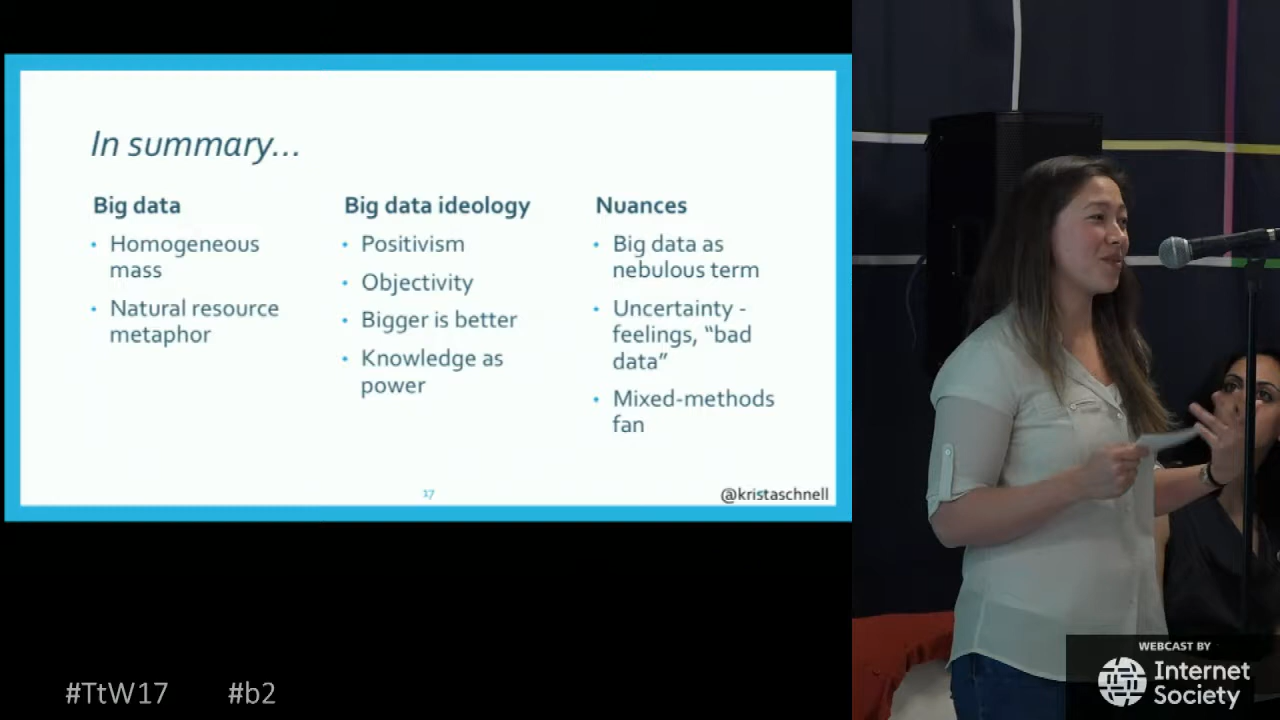 In summary...
Big data
• Homogeneous
mass
• Natural resource
metaphor
Big data ideology
• Positivism
• Objectivity
• Bigger is better
• Knowledge as
power
Nuances
• Big data as
nebulous term
• Uncertainty -
feelings, “bad
data”
• Mixed-methods
fan
17
@kristaschnell
#TtW17 #b2
WEBCAST BY
Internet
Society